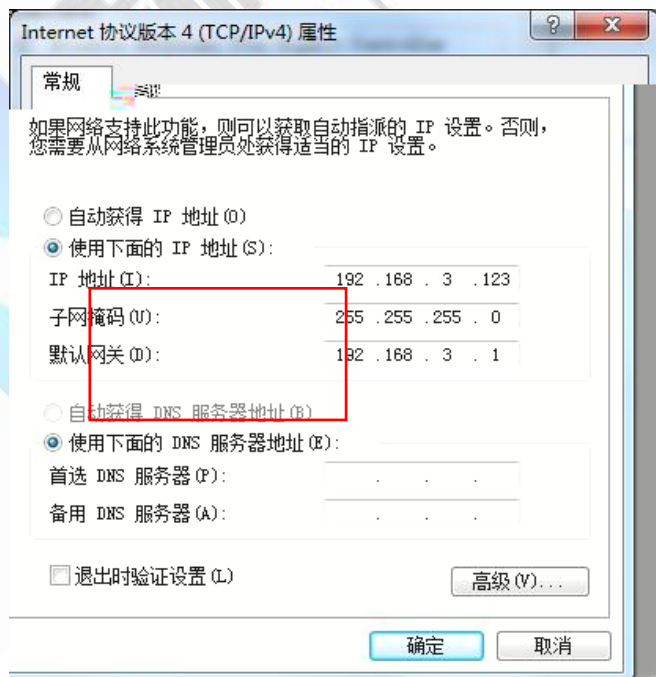 Internet 协议版本 4 (TCP/IPv4) 属性
常规
如果网络支持此功能，则可以获取自动指派的 IP 设置。否则，
您需要从网络系统管理员处获得适当的 IP 设置。
自动获得 IP 地址(O)
使用下面的 IP 地址(S):
IP 地址(I): 192 .168 . 3 .123
子网掩码(U): 255 .255 .255 . 0
默认网关(D): 192 .168 . 3 . 1
自动获得 DNS 服务器地址(B)
使用下面的 DNS 服务器地址(E):
首选 DNS 服务器(P): . . .
备用 DNS 服务器(A): . . .
退出时验证设置(L)
高级(V)...
确定 取消